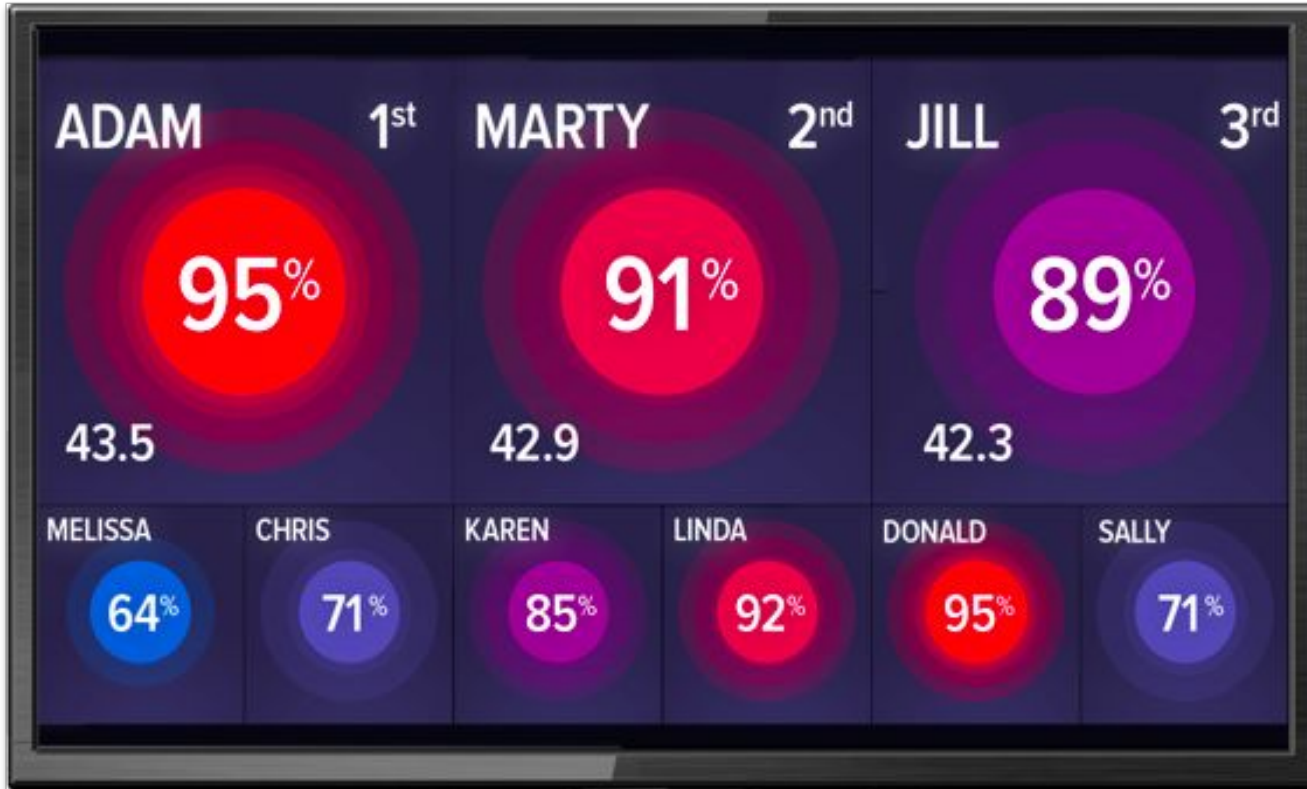 ADAM 1st MARTY 2nd JILL 3rd
95% 91% 89%
43.5 42.9 42.3
MELISSA CHRIS KAREN LINDA DONALD SALLY
64% 71% 85% 92% 95% 71%